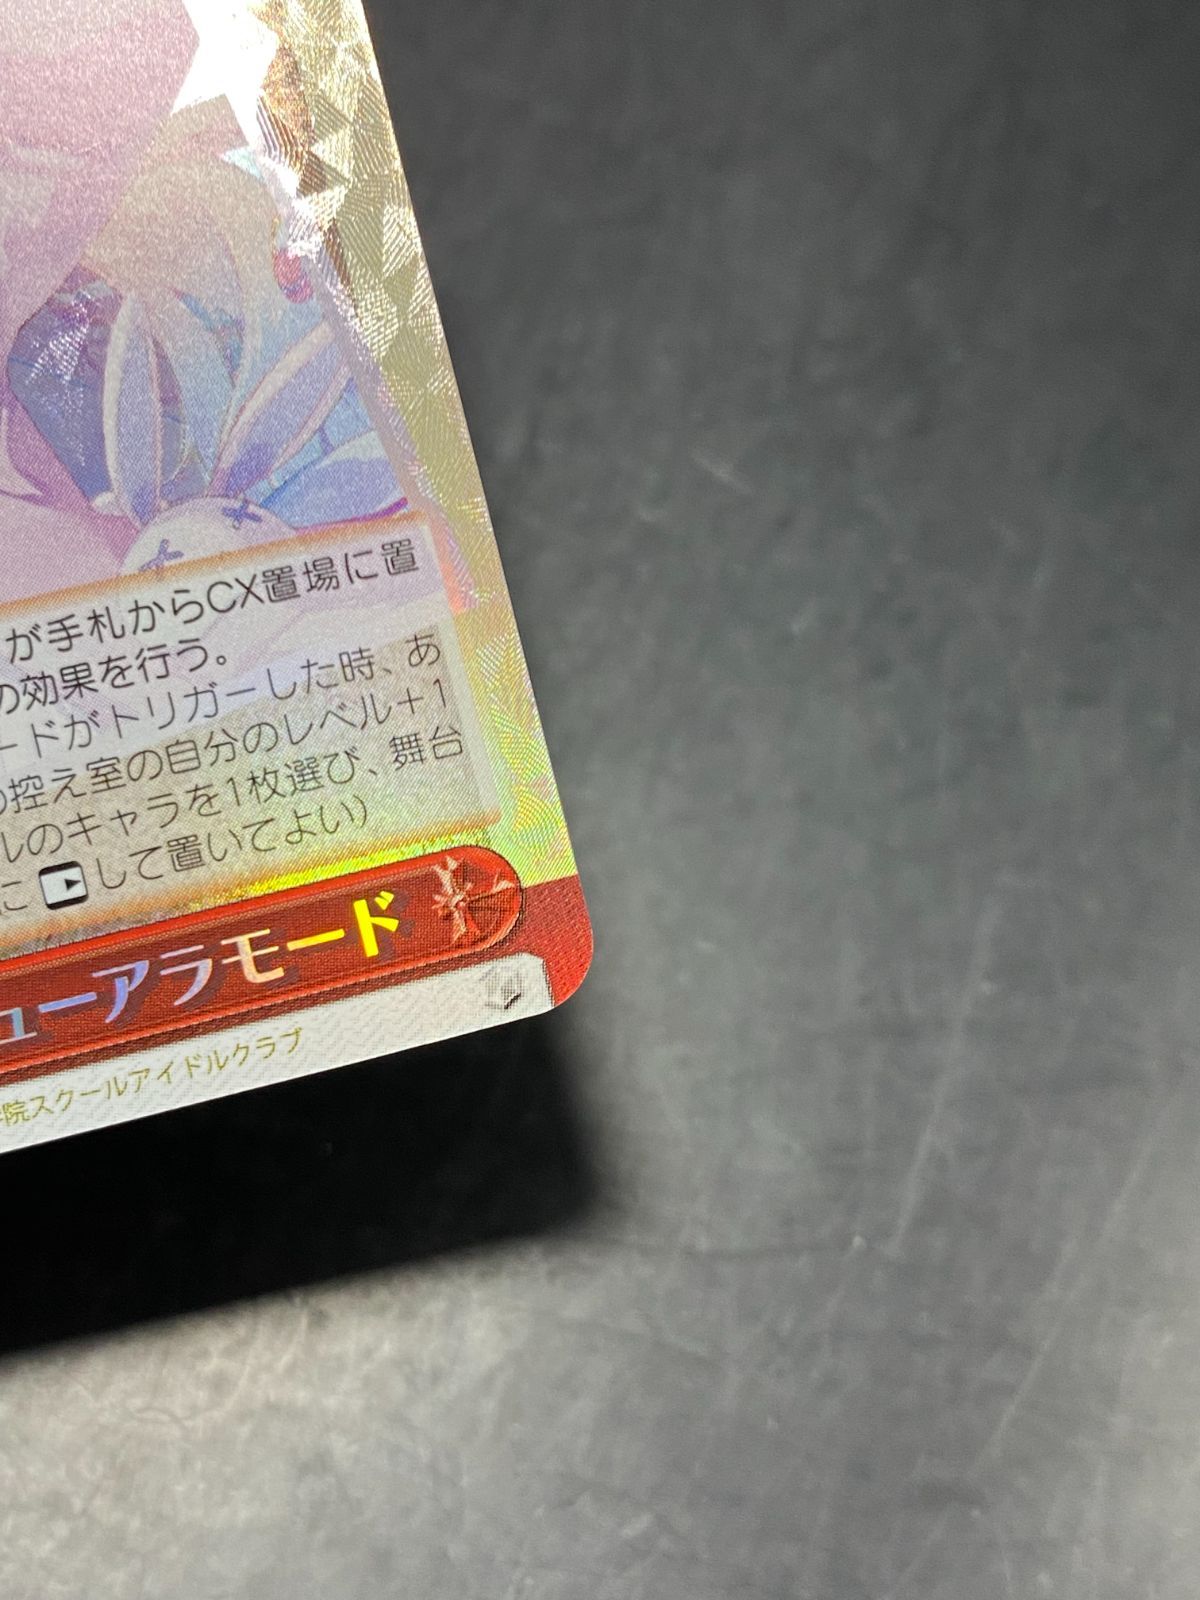 が手札からCX置場に置
の効果を行う。
ードがトリガーした時、あ
の控え室の自分のレベル＋1
ルのキャラを1枚選び、舞台
に して置いてよい）
ューアラモード
学院スクールアイドルクラブ